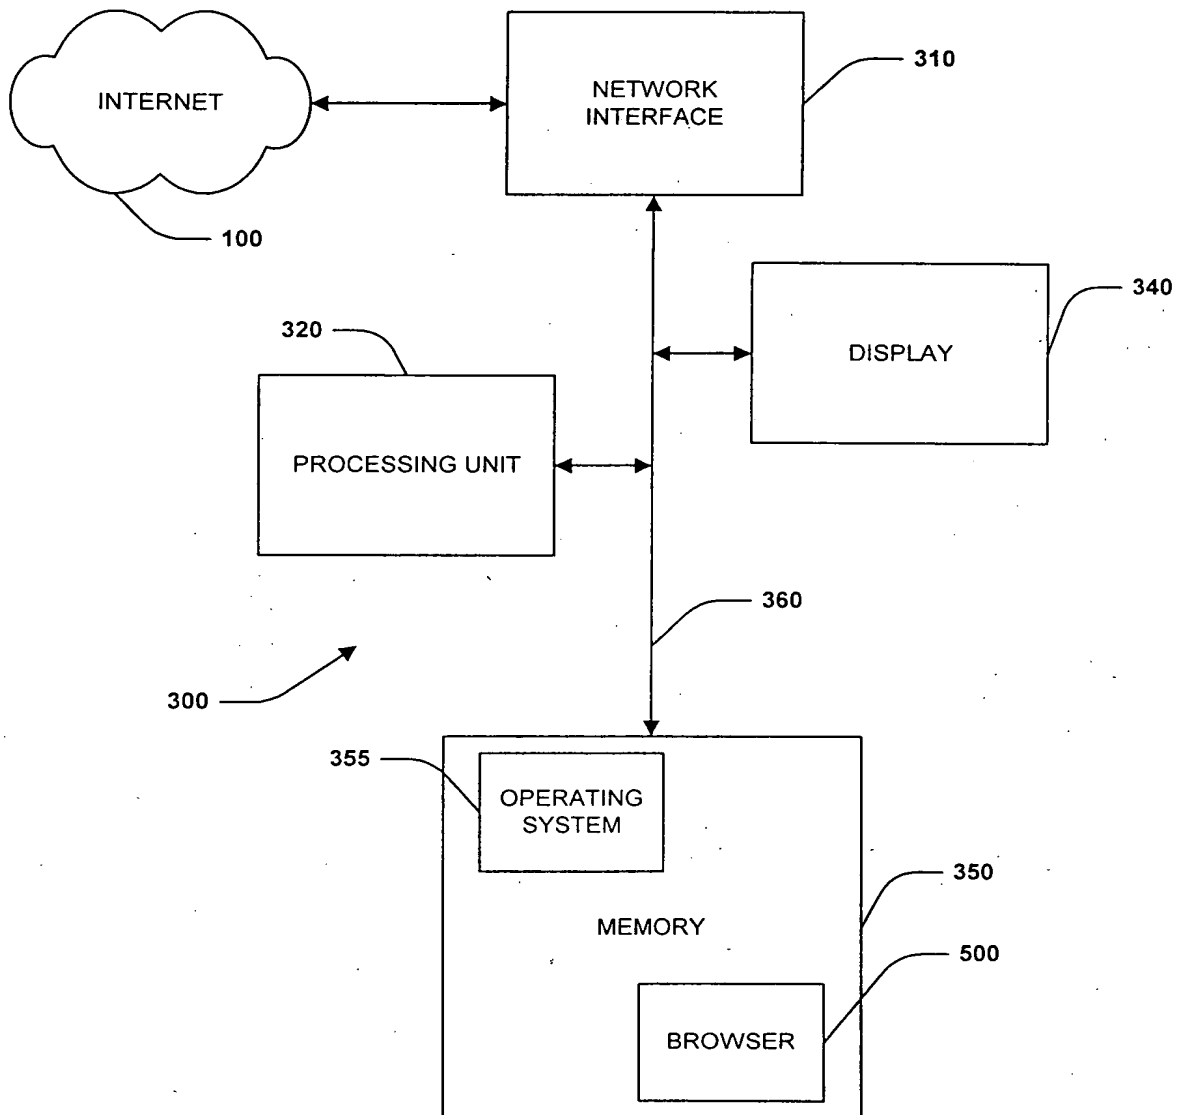 INTERNET
NETWORK
INTERFACE
310
100
340
320
DISPLAY
PROCESSING UNIT
360
300
355
OPERATING
SYSTEM
350
MEMORY
500
BROWSER